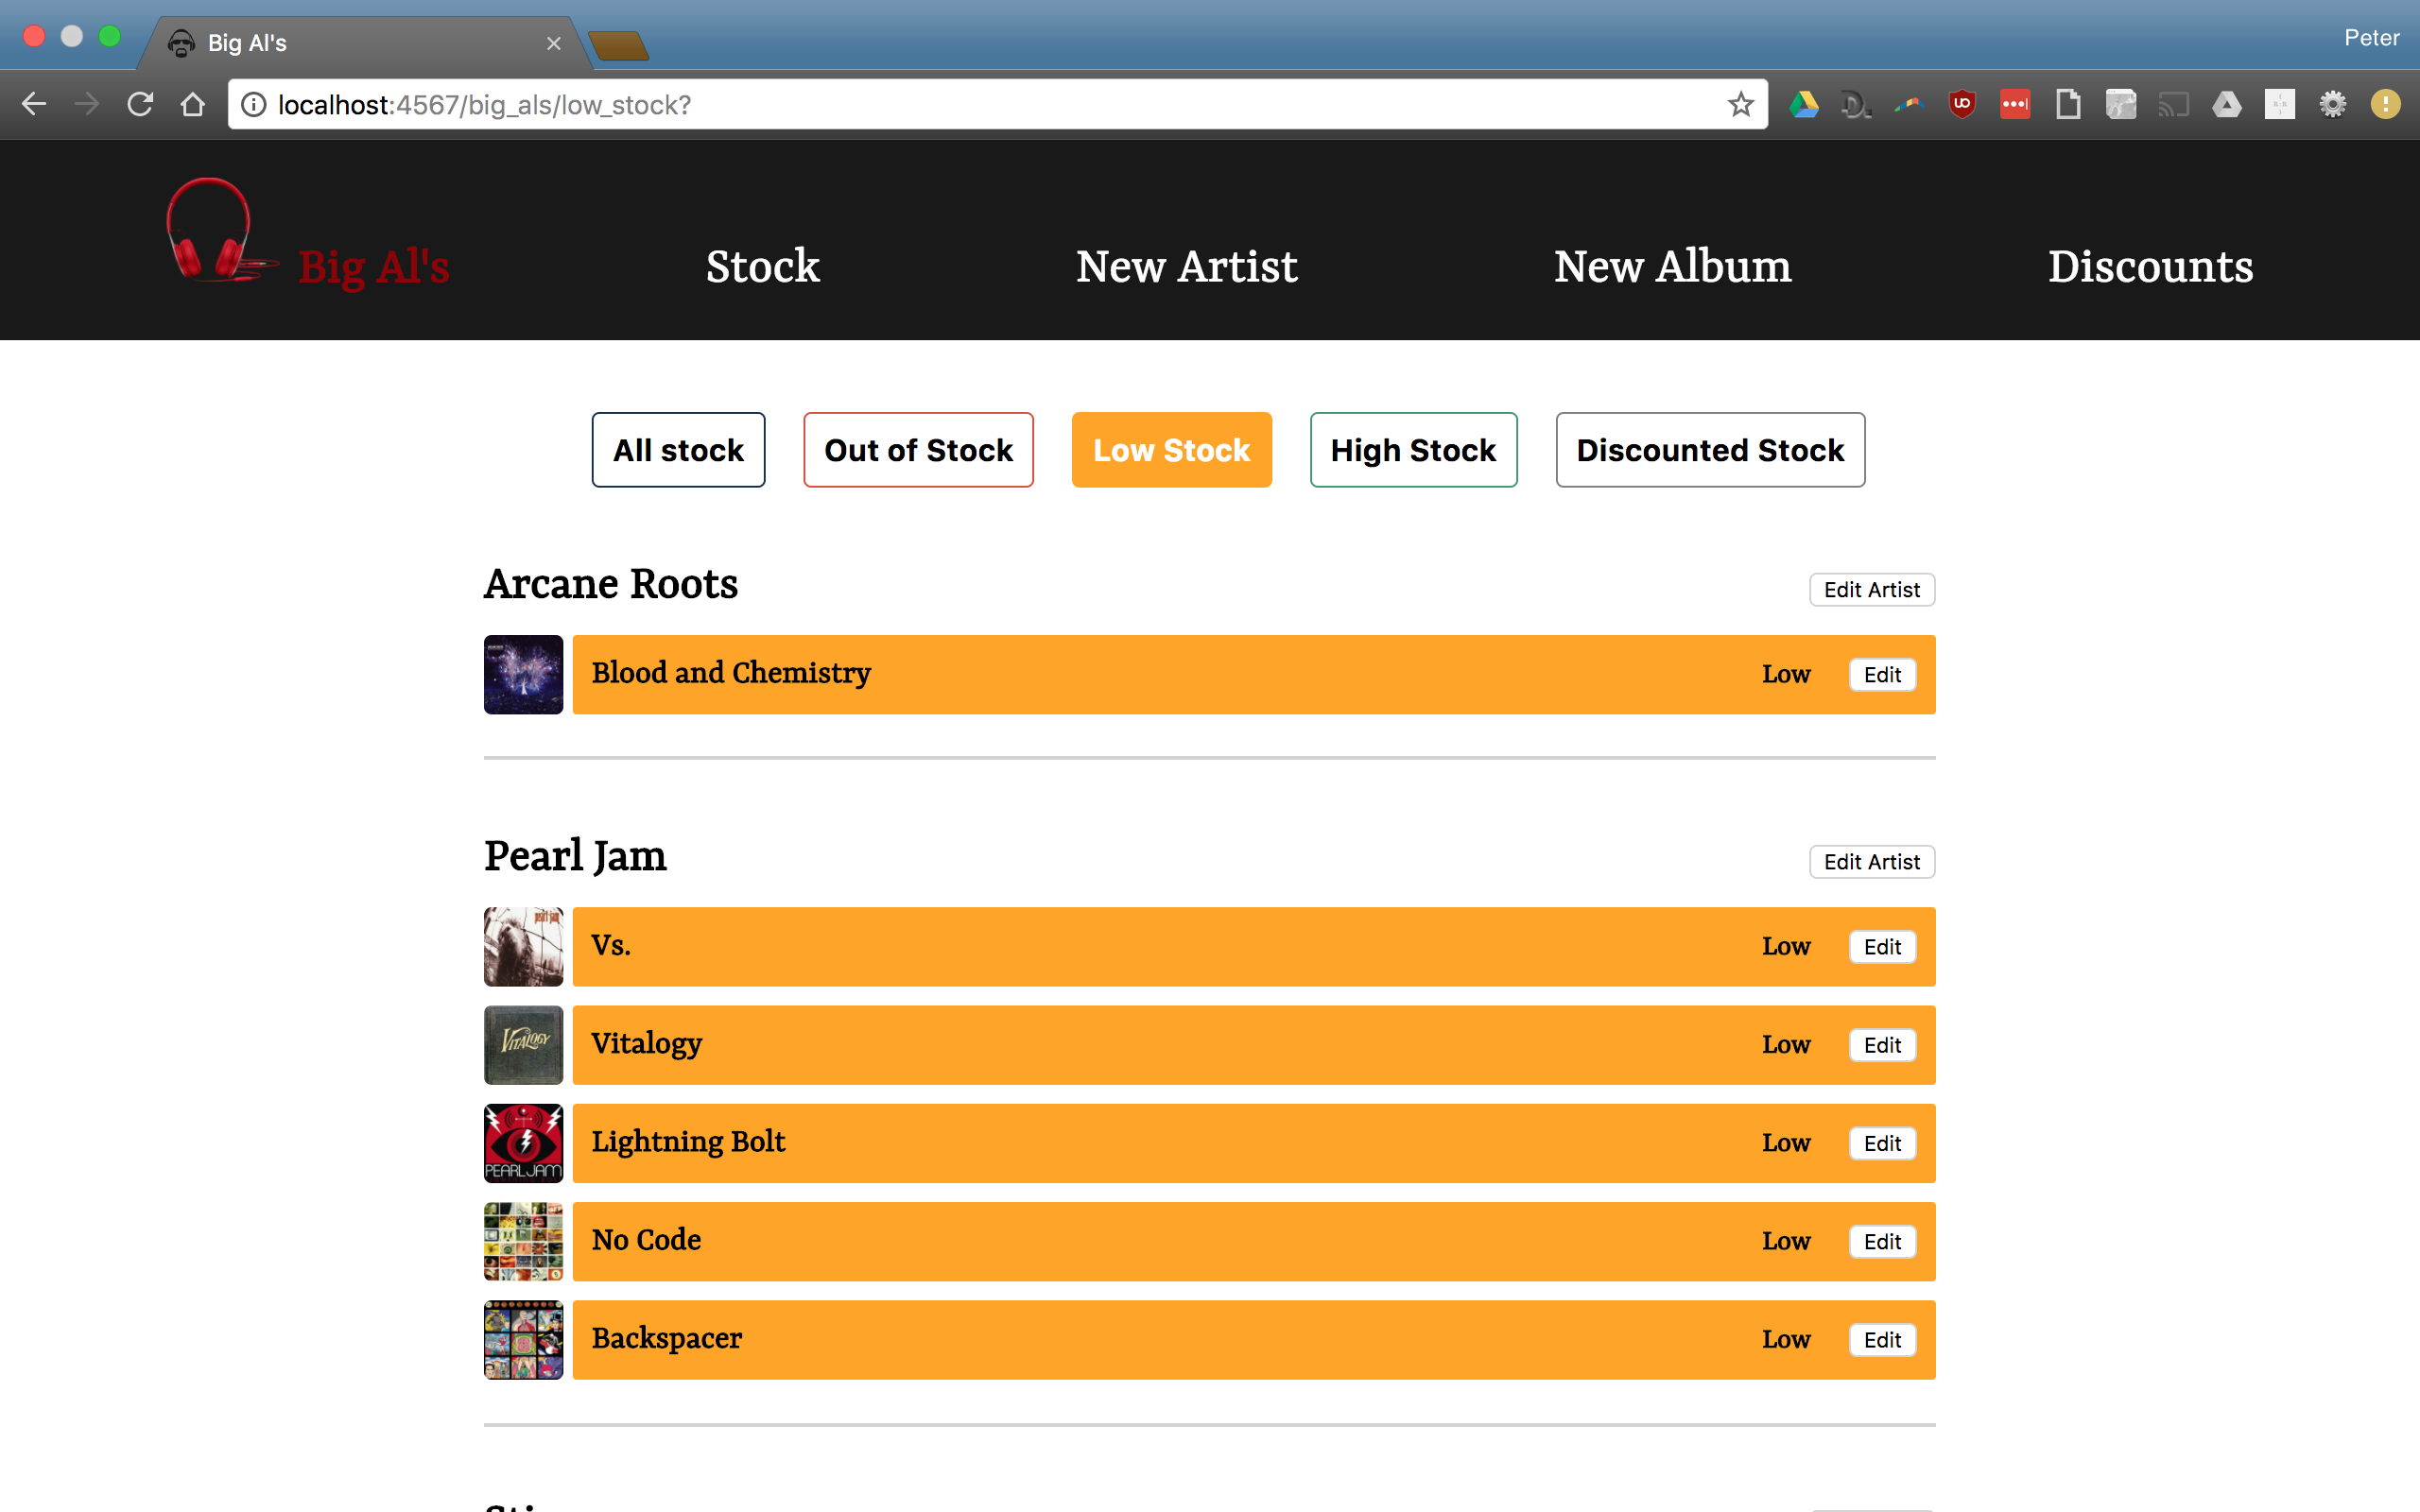 Big Al's
Peter
localhost:4567/big_als/low_stock?
Big Al's Stock New Artist New Album Discounts
All stock Out of Stock Low Stock High Stock Discounted Stock
Arcane Roots Edit Artist
Blood and Chemistry Low Edit
Pearl Jam Edit Artist
pearl jam
Vs. Low Edit
VITALOGY
Vitalogy Low Edit
PEARL JAM
Lightning Bolt Low Edit
No Code Low Edit
Backspacer Low Edit